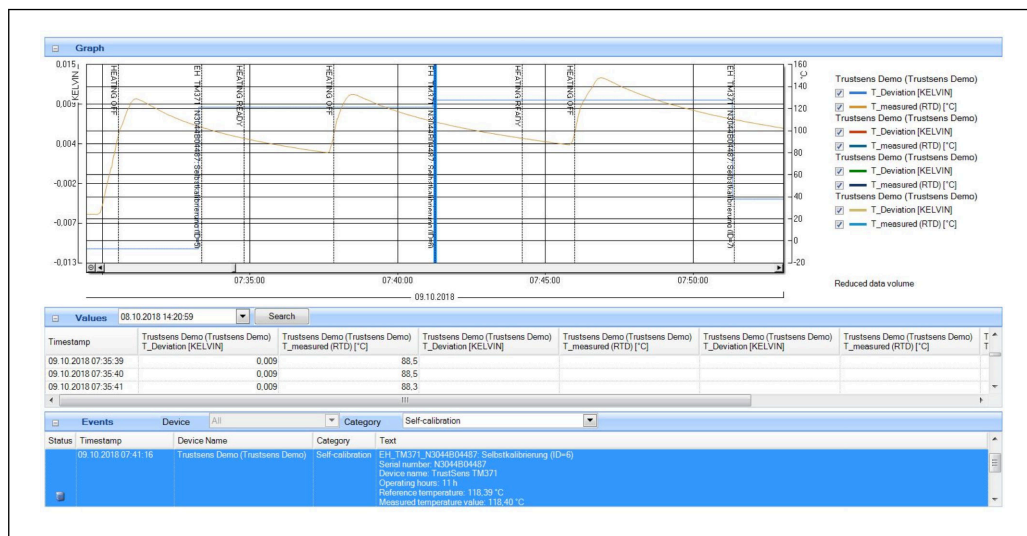 Graph
0,015
0,009
0,004
-0,002
-0,007
-0,013
KELVIN
HEATING OFF
EH_TM371_N3044B04487: Selbstkalibrierung (ID=5)
HEATING READY
HEATING OFF
EH_TM371_N3044B04487: Selbstkalibrierung (ID=6)
HEATING READY
HEATING OFF
EH_TM371_N3044B04487: Selbstkalibrierung (ID=7)
160
140
120
100
80
60
40
20
0
-20
°C
07:35:00
07:40:00
07:45:00
07:50:00
09.10.2018
Trustsens Demo (Trustsens Demo)
T_Deviation [KELVIN]
T_measured (RTD) [°C]
Trustsens Demo (Trustsens Demo)
T_Deviation [KELVIN]
T_measured (RTD) [°C]
Trustsens Demo (Trustsens Demo)
T_Deviation [KELVIN]
T_measured (RTD) [°C]
Trustsens Demo (Trustsens Demo)
T_Deviation [KELVIN]
T_measured (RTD) [°C]
Reduced data volume
Values 08.10.2018 14:20:59 Search
Timestamp Trustsens Demo (Trustsens Demo) Trustsens Demo (Trustsens Demo) Trustsens Demo (Trustsens Demo) Trustsens Demo (Trustsens Demo) Trustsens Demo (Trustsens Demo) Trustsens Demo (Trustsens Demo) T
T_Deviation [KELVIN] T_measured (RTD) [°C] T_Deviation [KELVIN] T_measured (RTD) [°C] T_Deviation [KELVIN] T_measured (RTD) [°C] T
09.10.2018 07:35:39 0,009 88,5
09.10.2018 07:35:40 0,009 88,5
09.10.2018 07:35:41 0,009 88,3
Events Device All Category Self-calibration
Status Timestamp Device Name Category Text
09.10.2018 07:41:16 Trustsens Demo (Trustsens Demo) Self-calibration EH_TM371_N3044B04487: Selbstkalibrierung (ID=6)
Serial number: N3044B04487
Device name: TrustSens TM371
Operating hours: 11 h
Reference temperature: 118,39 °C
Measured temperature value: 118,40 °C